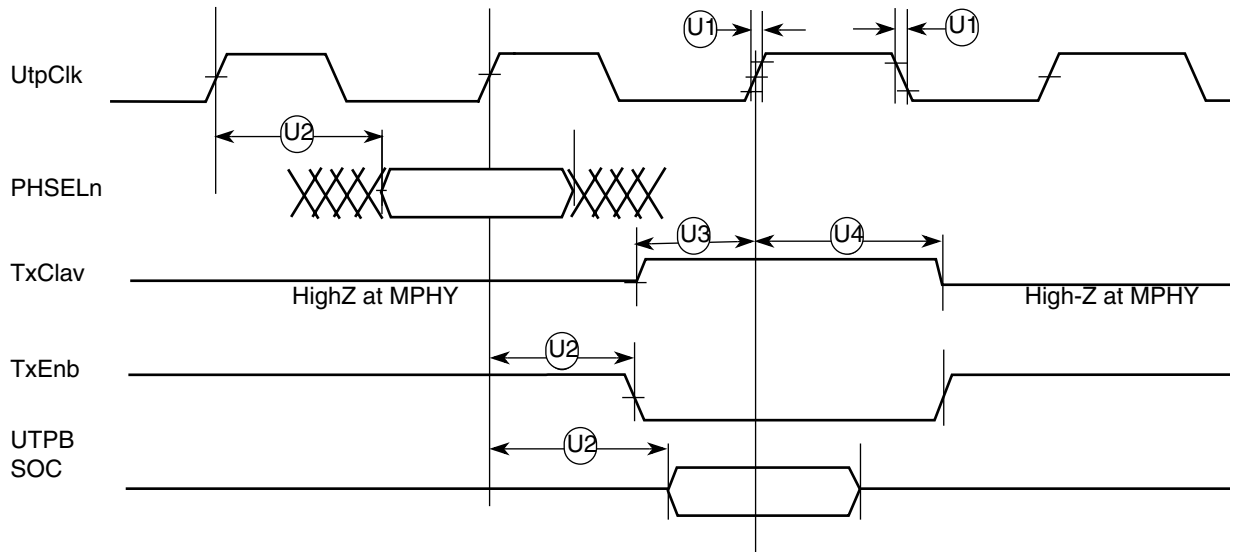 U1
U1
UtpClk
U2
PHSELn
U3
U4
TxClav
HighZ at MPHY
High-Z at MPHY
U2
TxEnb
UTPB
SOC
U2